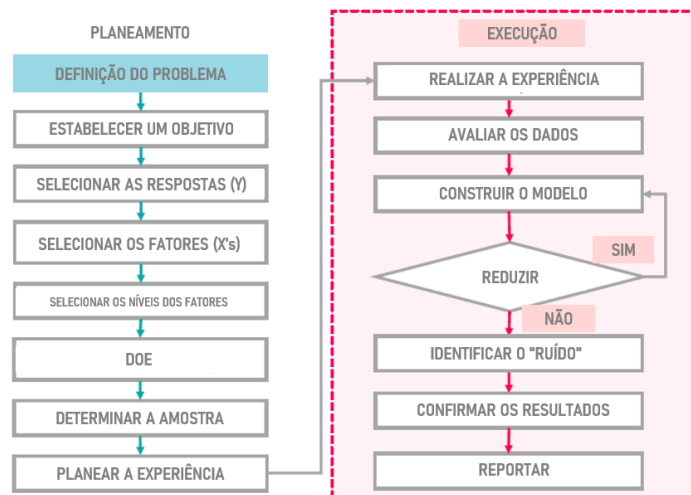 PLANEAMENTO
DEFINIÇÃO DO PROBLEMA
ESTABELECER UM OBJETIVO
SELECIONAR AS RESPOSTAS (Y)
SELECIONAR OS FATORES (X's)
SELECIONAR OS NÍVEIS DOS FATORES
DOE
DETERMINAR A AMOSTRA
PLANEAR A EXPERIÊNCIA
EXECUÇÃO
REALIZAR A EXPERIÊNCIA
AVALIAR OS DADOS
CONSTRUIR O MODELO
SIM
REDUZIR
NÃO
IDENTIFICAR O "RUÍDO"
CONFIRMAR OS RESULTADOS
REPORTAR